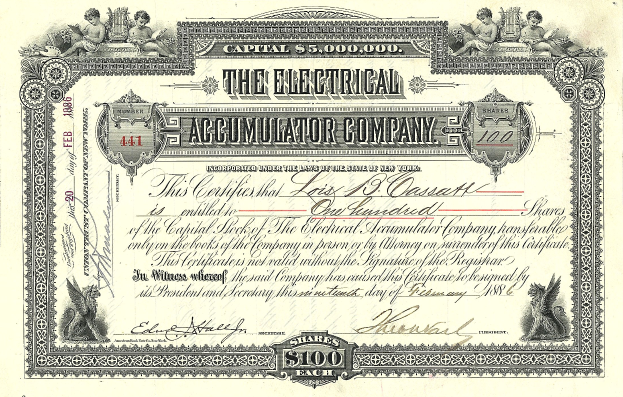 CAPITAL $5,000,000.
THE ELECTRICAL
ACCUMULATOR COMPANY.
NUMBER
441
SHARES
100
INCORPORATED UNDER THE LAWS OF THE STATE OF NEW YORK.
This Certifies that Lois B. Cassatt
is entitled to One hundred Shares
of the Capital Stock of The Electrical Accumulator Company transferable
only on the books of the Company in person or by Attorney on surrender of this Certificate.
This Certificate is not valid without the Signature of the Registrar
In Witness whereof the said Company has caused this Certificate to be signed by
its President and Secretary this nineteenth day of February 1886
SECRETARY.
PRESIDENT.
SHARES
$100
EACH
20 day of FEB 1886